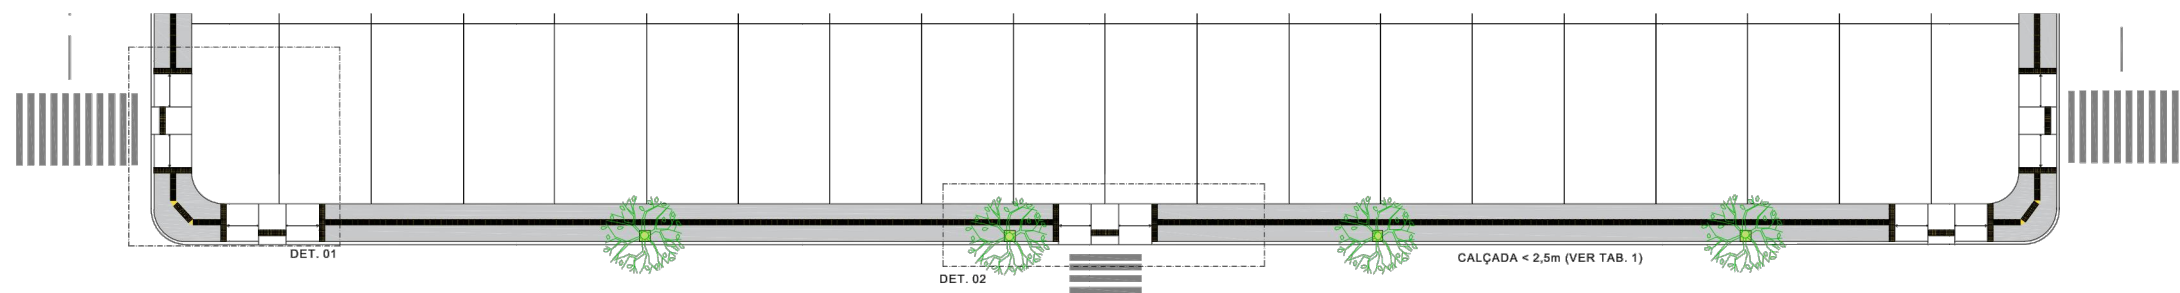 DET. 01
CALÇADA < 2,5m (VER TAB. 1)
DET. 02